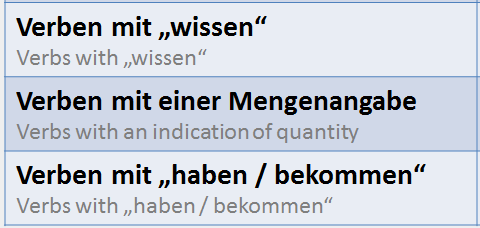 Verben mit „wissen“
Verbs with „wissen“
Verben mit einer Mengenangabe
Verbs with an indication of quantity
Verben mit „haben / bekommen“
Verbs with „haben / bekommen“